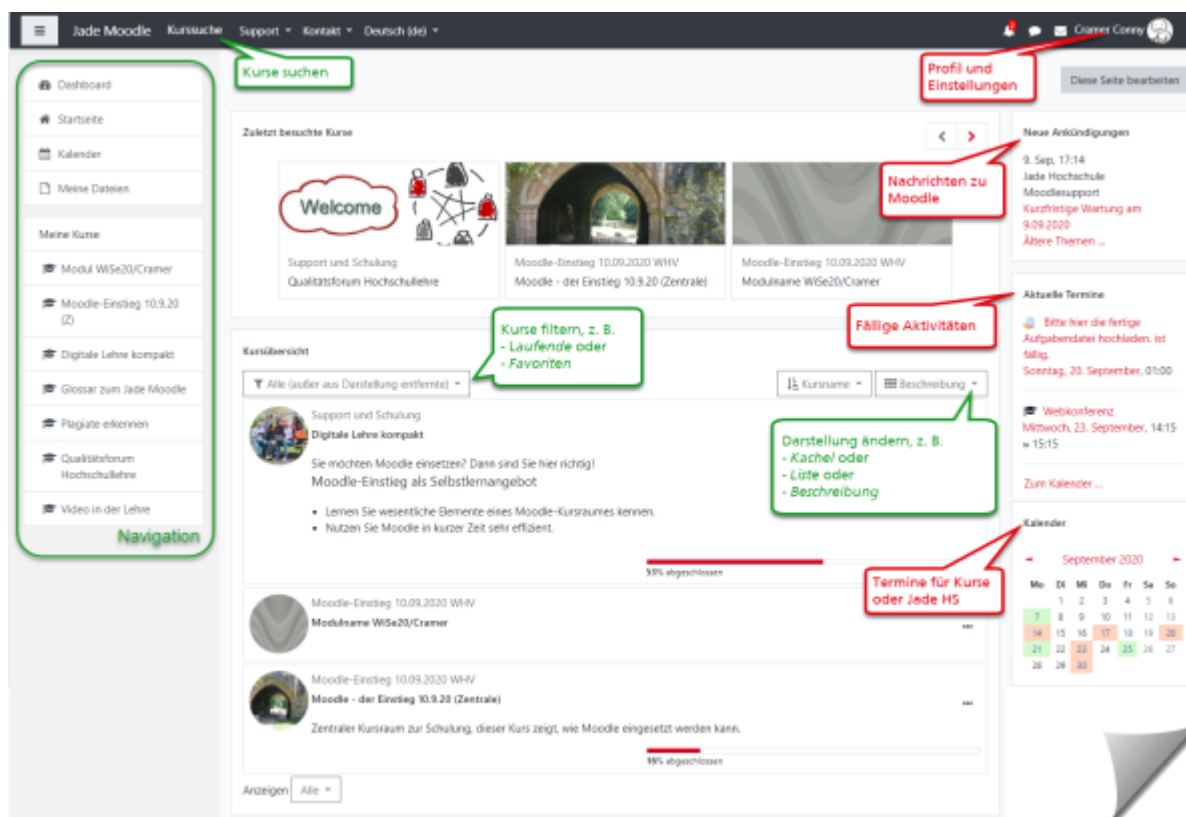 Jade Moodle Kurssuche Support Kontakt Deutsch (de)
2
Cramer Conny
Kurse suchen
Profil und
Einstellungen
Diese Seite bearbeiten
Dashboard
Startseite
Kalender
Meine Dateien
Meine Kurse
Modul WiSe20/Cramer
Moodle-Einstieg 10.9.20
(Z)
Digitale Lehre kompakt
Glossar zum Jade Moodle
Plagiate erkennen
Qualitätsforum
Hochschullehre
Video in der Lehre
Navigation
Zuletzt besuchte Kurse
Welcome
Support und Schulung
Qualitätsforum Hochschullehre
Moodle-Einstieg 10.09.2020 WHV
Moodle - der Einstieg 10.9.20 (Zentrale)
Moodle-Einstieg 10.09.2020 WHV
Modulname WiSe20/Cramer
Nachrichten zu
Moodle
Kursübersicht
Kurse filtern, z. B.
- Laufende oder
- Favoriten
Fällige Aktivitäten
Alle (außer aus Darstellung entfernte)
Kursname
Beschreibung
Support und Schulung
Digitale Lehre kompakt
Sie möchten Moodle einsetzen? Dann sind Sie hier richtig!
Moodle-Einstieg als Selbstlernangebot
• Lernen Sie wesentliche Elemente eines Moodle-Kursraumes kennen.
• Nutzen Sie Moodle in kurzer Zeit sehr effizient.
Darstellung ändern, z. B.
- Kachel oder
- Liste oder
- Beschreibung
53% abgeschlossen
Termine für Kurse
oder Jade HS
Moodle-Einstieg 10.09.2020 WHV
Modulname WiSe20/Cramer
...
Moodle-Einstieg 10.09.2020 WHV
Moodle - der Einstieg 10.9.20 (Zentrale)
...
Zentraler Kursraum zur Schulung, dieser Kurs zeigt, wie Moodle eingesetzt werden kann.
16% abgeschlossen
Anzeigen Alle
Neue Ankündigungen
9. Sep, 17:14
Jade Hochschule
Moodlesupport
Kurzfristige Wartung am
9.09.2020
Ältere Themen ...
Aktuelle Termine
Bitte hier die fertige
Aufgabendatei hochladen. ist
fällig.
Sonntag, 20. September, 01:00
Webkonferenz
Mittwoch, 23. September, 14:15
» 15:15
Zum Kalender ...
Kalender
September 2020
Mo Di Mi Do Fr Sa So
1 2 3 4 5 6
7 8 9 10 11 12 13
14 15 16 17 18 19 20
21 22 23 24 25 26 27
28 29 30